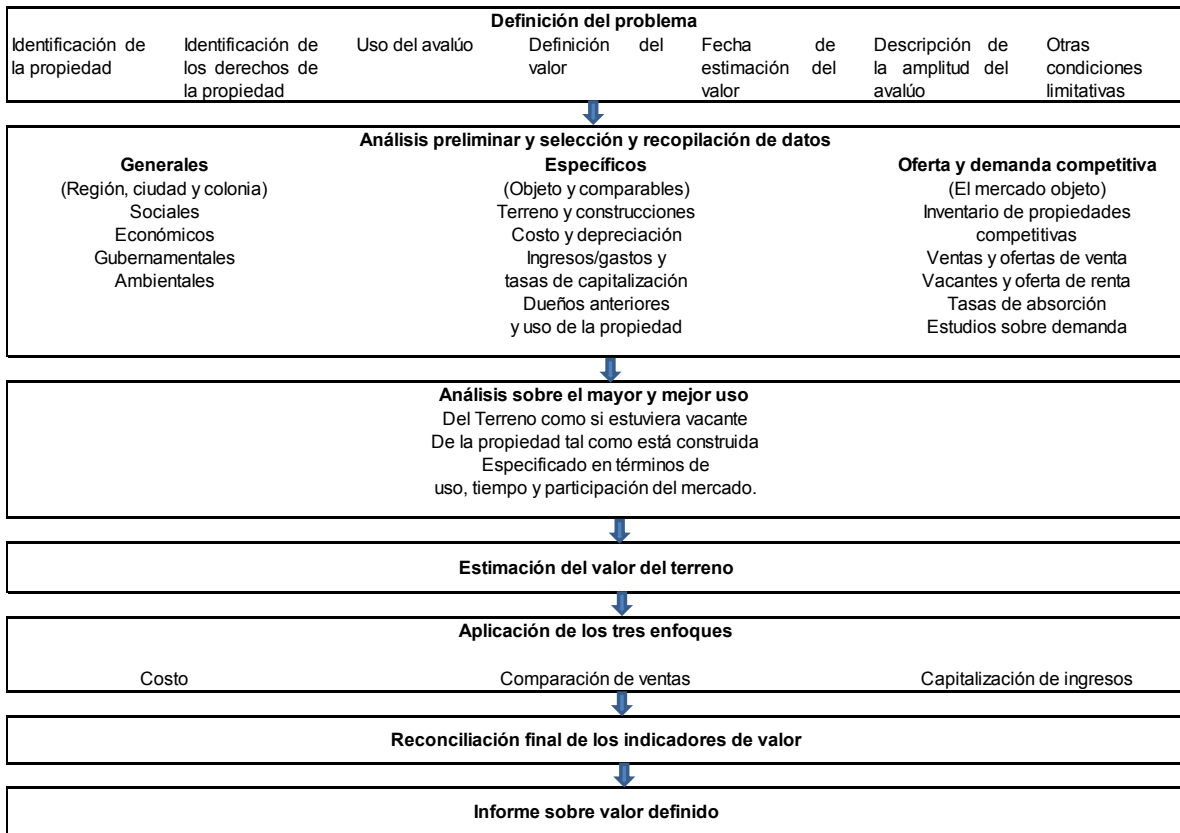 Definición del problema
Identificación de la propiedad
Identificación de los derechos de la propiedad
Uso del avalúo
Definición del valor
Fecha de estimación del valor
Descripción de la amplitud del avalúo
Otras condiciones limitativas
Análisis preliminar y selección y recopilación de datos
Generales
(Región, ciudad y colonia)
Sociales
Económicos
Gubernamentales
Ambientales
Específicos
(Objeto y comparables)
Terreno y construcciones
Costo y depreciación
Ingresos/gastos y
tasas de capitalización
Dueños anteriores
y uso de la propiedad
Oferta y demanda competitiva
(El mercado objeto)
Inventario de propiedades
competitivas
Ventas y ofertas de venta
Vacantes y oferta de renta
Tasas de absorción
Estudios sobre demanda
Análisis sobre el mayor y mejor uso
Del Terreno como si estuviera vacante
De la propiedad tal como está construida
Especificado en términos de
uso, tiempo y participación del mercado.
Estimación del valor del terreno
Aplicación de los tres enfoques
Costo
Comparación de ventas
Capitalización de ingresos
Reconciliación final de los indicadores de valor
Informe sobre valor definido